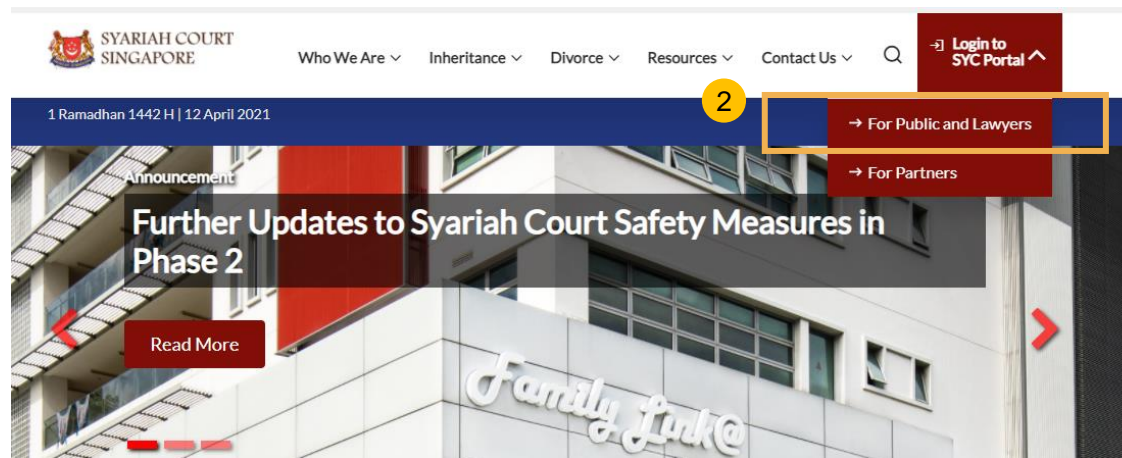 SYARIAH COURT
SINGAPORE
Who We Are
Inheritance
Divorce
Resources
Contact Us
Login to
SYC Portal
1 Ramadhan 1442 H | 12 April 2021
2
→ For Public and Lawyers
→ For Partners
Announcement
Further Updates to Syariah Court Safety Measures in
Phase 2
Read More
Family Link@